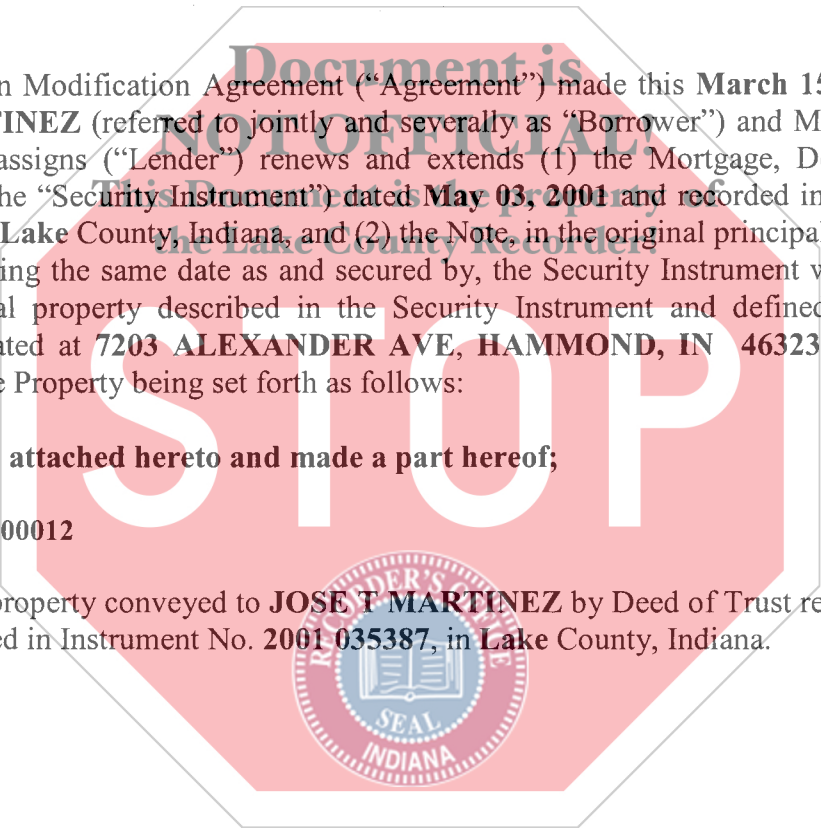 Document is
NOT OFFICIAL!
This Document is the property of
the Lake County Recorder!
n Modification Agreement (“Agreement”) made this March 15
TINEZ (referred to jointly and severally as “Borrower”) and M
assigns (“Lender”) renews and extends (1) the Mortgage, D
he “Security Instrument”) dated May 03, 2001 and recorded in
Lake County, Indiana, and (2) the Note, in the original principal
ing the same date as and secured by, the Security Instrument w
al property described in the Security Instrument and defined
ated at 7203 ALEXANDER AVE, HAMMOND, IN 46323
e Property being set forth as follows:
attached hereto and made a part hereof;
00012
property conveyed to JOSE T MARTINEZ by Deed of Trust re
ed in Instrument No. 2001 035387, in Lake County, Indiana.
STOP
RECORDER'S OFFICE
SEAL
INDIANA